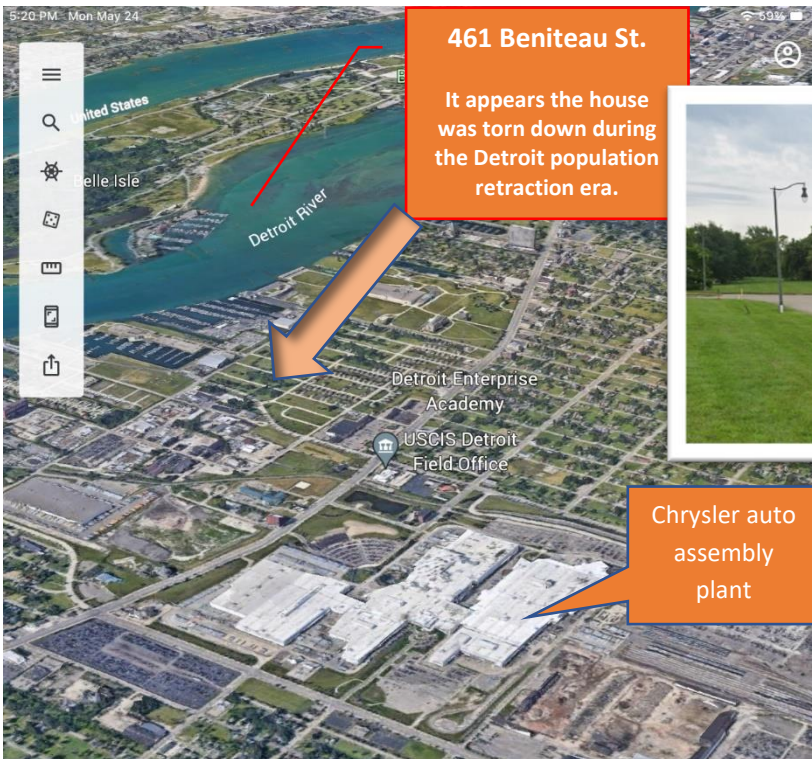 5:20 PM Mon May 24
59%
461 Beniteau St.
It appears the house
was torn down during
the Detroit population
retraction era.
United States
Belle Isle
Detroit River
Detroit Enterprise
Academy
USCIS Detroit
Field Office
Chrysler auto
assembly
plant